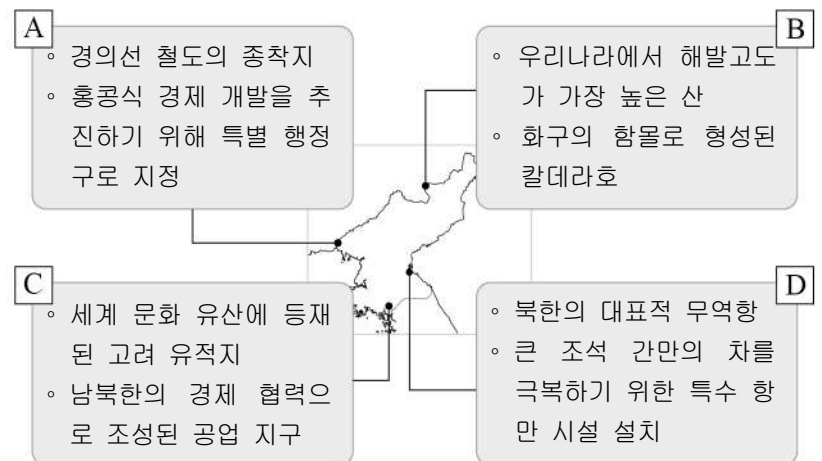 A
◦ 경의선 철도의 종착지
◦ 홍콩식 경제 개발을 추
진하기 위해 특별 행정
구로 지정
B
◦ 우리나라에서 해발고도
가 가장 높은 산
◦ 화구의 함몰로 형성된
칼데라호
C
◦ 세계 문화 유산에 등재
된 고려 유적지
◦ 남북한의 경제 협력으
로 조성된 공업 지구
D
◦ 북한의 대표적 무역항
◦ 큰 조석 간만의 차를
극복하기 위한 특수 항
만 시설 설치